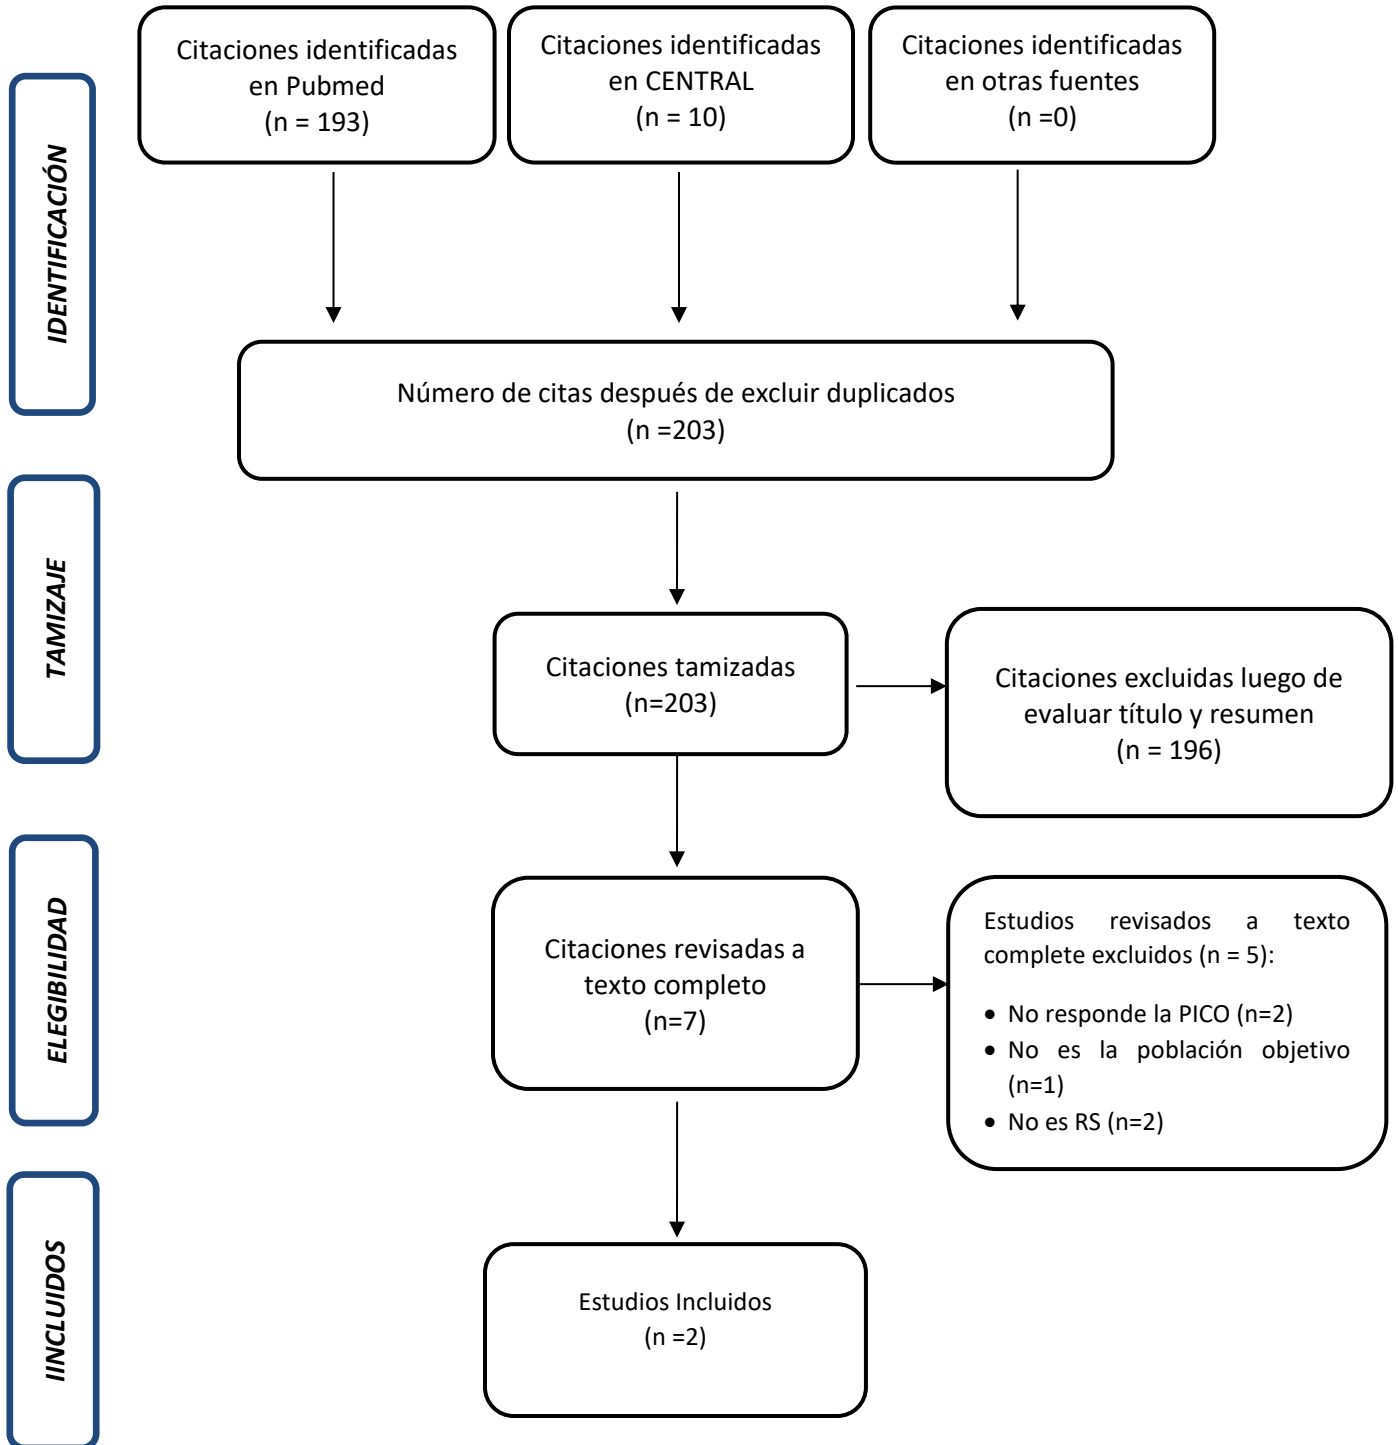 Citaciones identificadas
en Pubmed
(n = 193)
Citaciones identificadas
en CENTRAL
(n = 10)
Citaciones identificadas
en otras fuentes
(n =0)
IDENTIFICACIÓN
Número de citas después de excluir duplicados
(n =203)
TAMIZAJE
Citaciones tamizadas
(n=203)
Citaciones excluidas luego de
evaluar título y resumen
(n = 196)
ELEGIBILIDAD
Citaciones revisadas a
texto completo
(n=7)
Estudios revisados a texto
complete excluidos (n = 5):
• No responde la PICO (n=2)
• No es la población objetivo
(n=1)
• No es RS (n=2)
IINCLUIDOS
Estudios Incluidos
(n =2)